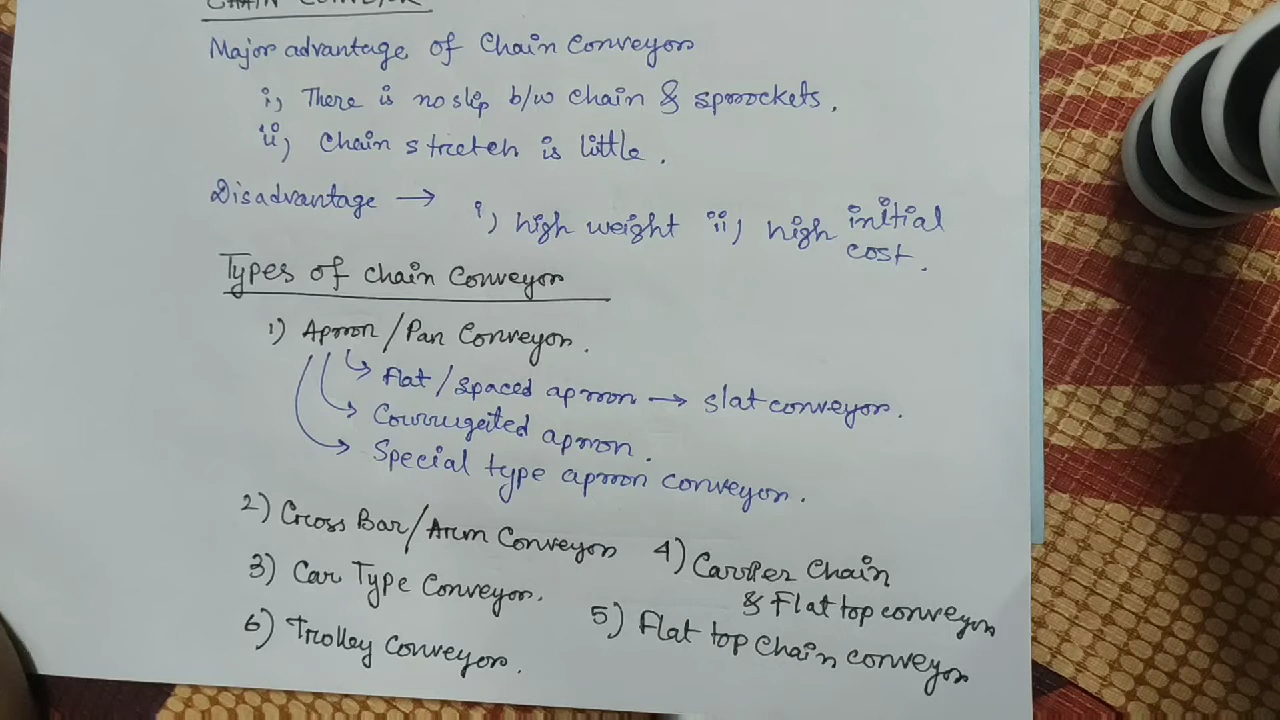 CHAIN CONVEYOR
Major advantage of Chain Conveyor
i, There is no slip b/w chain & sprockets.
ii, Chain stretch is little.
Disadvantage → i) high weight ii) high initial cost.
Types of chain Conveyor
1) Apron / Pan Conveyor.
↳ flat / spaced apron → slat conveyor.
→ Corrugated apron.
→ Special type apron conveyor.
2) Cross Bar / Arm Conveyor
3) Car Type Conveyor.
4) Carrier Chain
& Flat top conveyor
5) Flat top Chain conveyor
6) Trolley Conveyor.